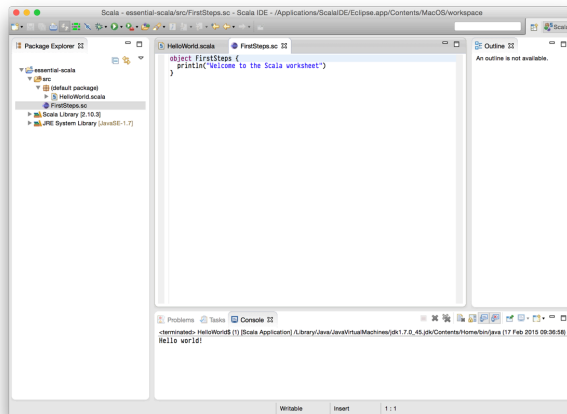 Scala - essential-scala/src/FirstSteps.sc - Scala IDE - /Applications/ScalaIDE/Eclipse.app/Contents/MacOS/workspace
Scala
Package Explorer
HelloWorld.scala
FirstSteps.sc
Outline
An outline is not available.
essential-scala
src
(default package)
HelloWorld.scala
FirstSteps.sc
Scala Library [2.10.3]
JRE System Library [JavaSE-1.7]
object FirstSteps {
println("Welcome to the Scala worksheet")
}
Problems
Tasks
Console
<terminated> HelloWorld$ (1) [Scala Application] /Library/Java/JavaVirtualMachines/jdk1.7.0_45.jdk/Contents/Home/bin/java (17 Feb 2015 09:36:58)
Hello world!
Writable
Insert
1 : 1